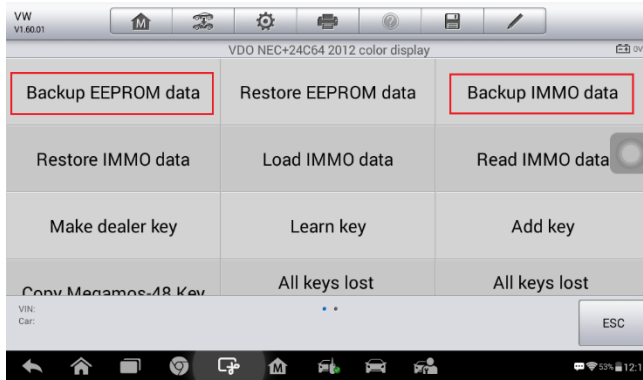 VW
V1.60.01
VDO NEC+24C64 2012 color display
0V
Backup EEPROM data
Restore EEPROM data
Backup IMMO data
Restore IMMO data
Load IMMO data
Read IMMO data
Make dealer key
Learn key
Add key
Copy Megamos-48 Key
All keys lost
All keys lost
VIN:
Car:
ESC
53%
12:1